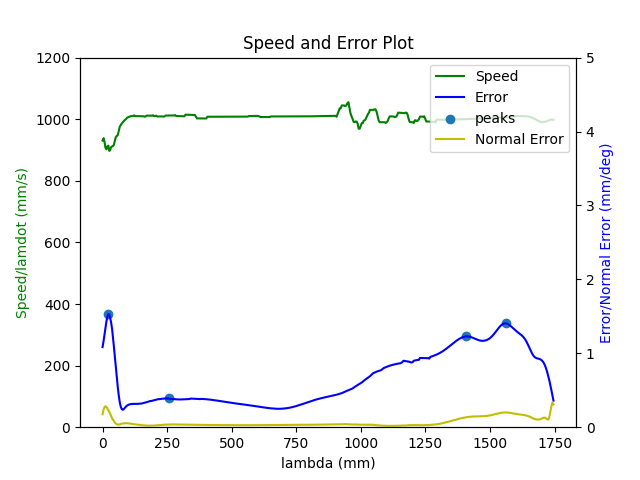 Speed and Error Plot
1200
1000
800
600
400
200
0
Speed/lamdot (mm/s)
5
4
3
2
1
0
Error/Normal Error (mm/deg)
Speed
Error
peaks
Normal Error
0 250 500 750 1000 1250 1500 1750
lambda (mm)